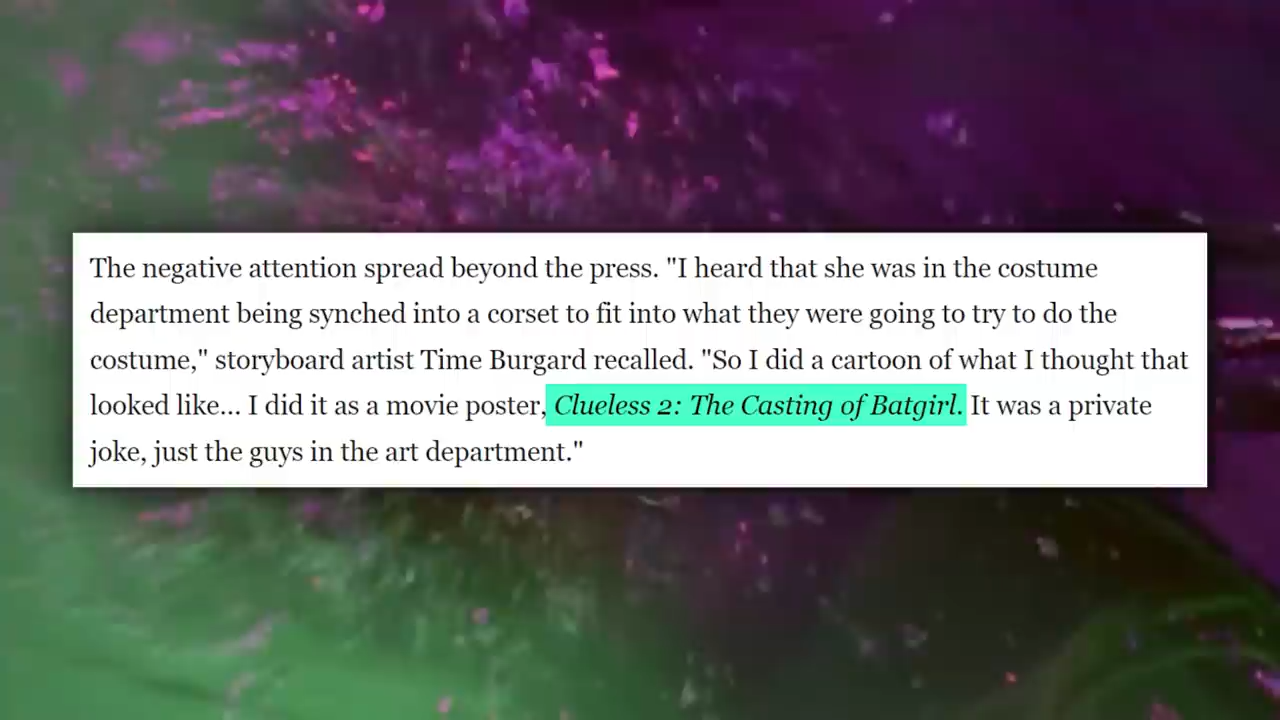 The negative attention spread beyond the press. "I heard that she was in the costume
department being synched into a corset to fit into what they were going to try to do the
costume," storyboard artist Time Burgard recalled. "So I did a cartoon of what I thought that
looked like... I did it as a movie poster, Clueless 2: The Casting of Batgirl. It was a private
joke, just the guys in the art department."